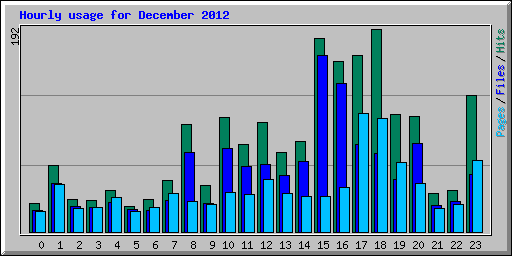 Hourly usage for December 2012
192
Pages / Files / Hits
0 1 2 3 4 5 6 7 8 9 10 11 12 13 14 15 16 17 18 19 20 21 22 23